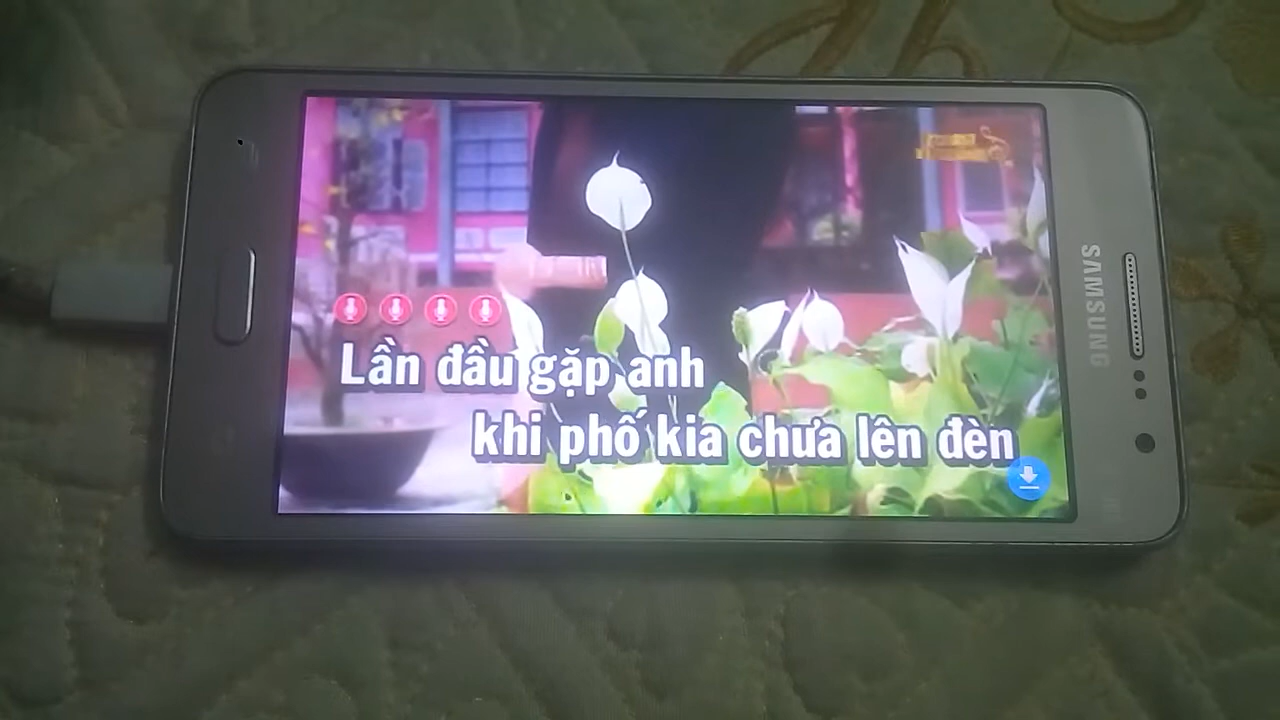 Lần đầu gặp anh
khi phố kia chưa lên đèn
SAMSUNG